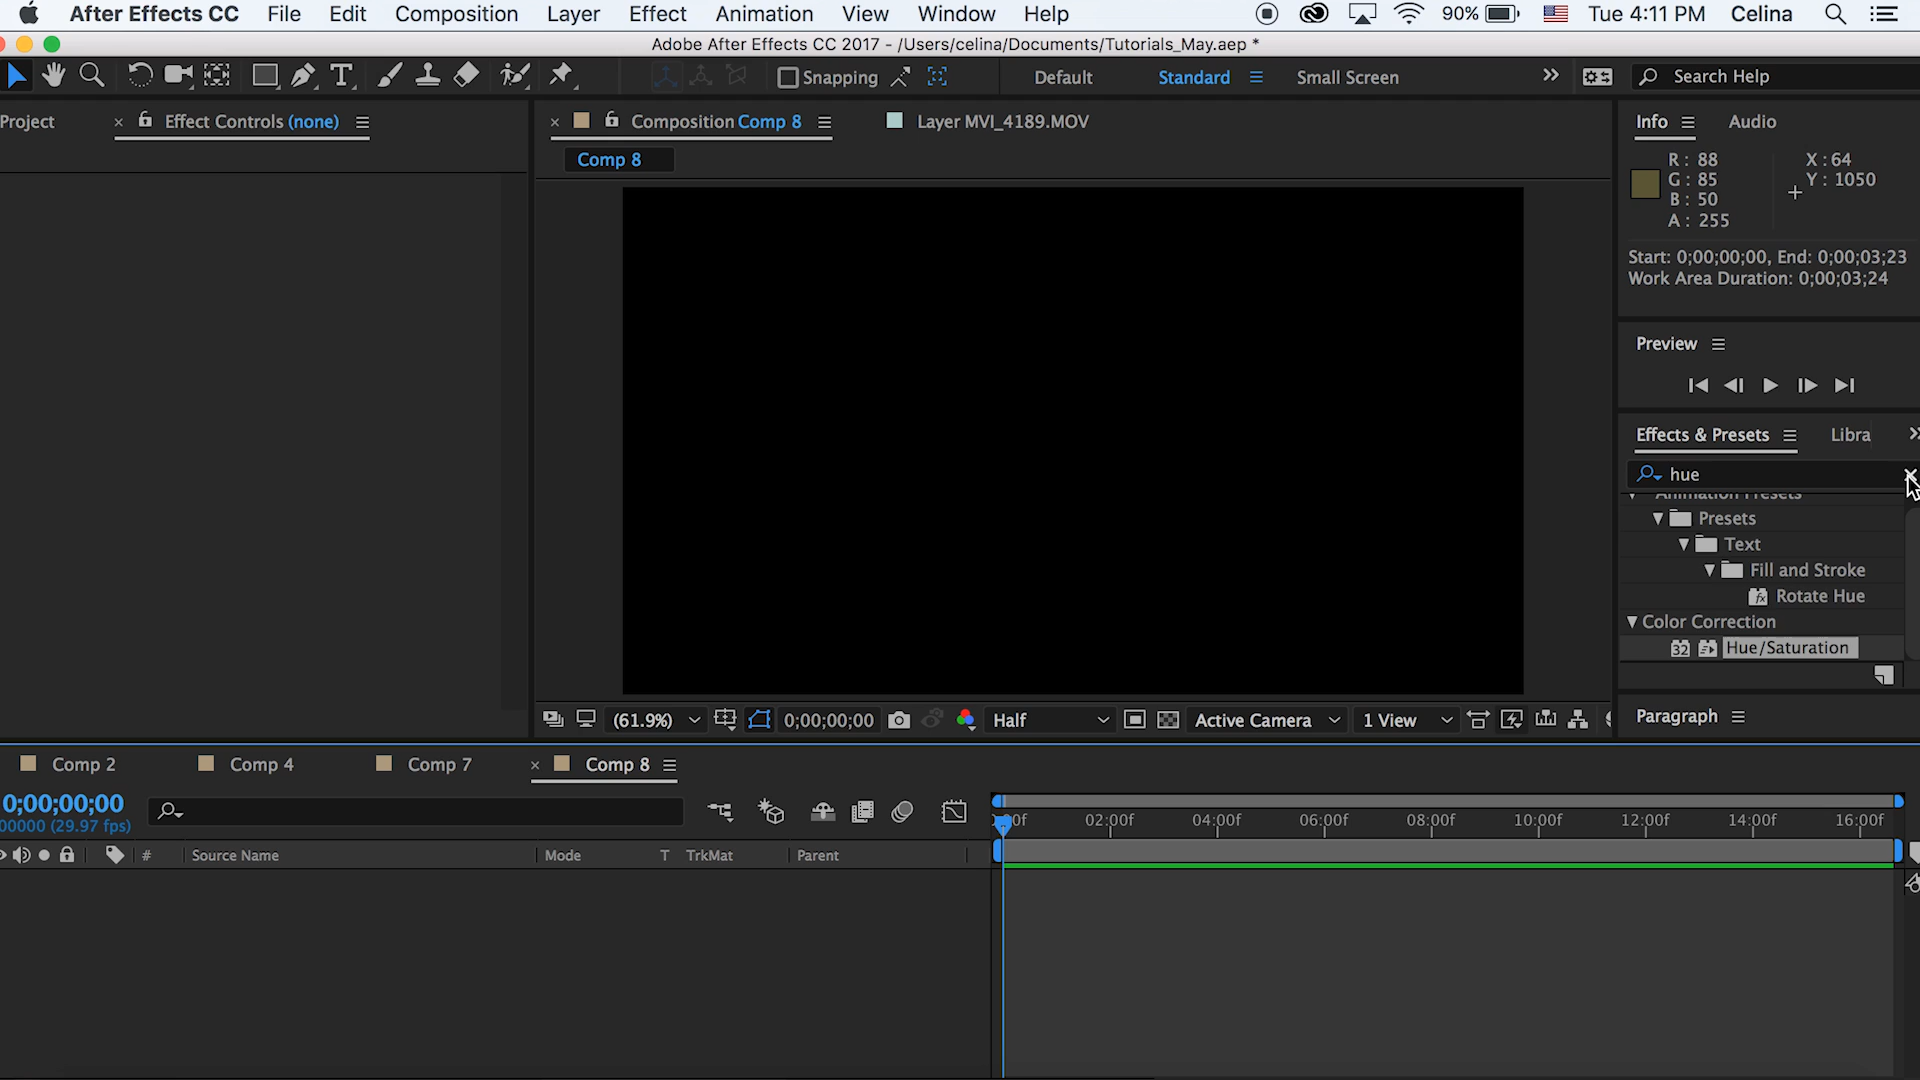 After Effects CC File Edit Composition Layer Effect Animation View Window Help 90% Tue 4:11 PM Celina
Adobe After Effects CC 2017 - /Users/celina/Documents/Tutorials_May.aep *
Snapping Default Standard Small Screen Search Help
Project Effect Controls (none) Composition Comp 8 Layer MVI_4189.MOV Info Audio
Comp 8
R: 88 X: 64
G: 85 Y: 1050
B: 50
A: 255
Start: 0;00;00;00, End: 0;00;03;23
Work Area Duration: 0;00;03;24
Preview
Effects & Presets Libra
hue
Animation Presets
Presets
Text
Fill and Stroke
Rotate Hue
Color Correction
32 Hue/Saturation
(61.9%) 0;00;00;00 Half Active Camera 1 View
Paragraph
Comp 2 Comp 4 Comp 7 Comp 8
0;00;00;00
00000 (29.97 fps)
02:00f 04:00f 06:00f 08:00f 10:00f 12:00f 14:00f 16:00f
# Source Name Mode T TrkMat Parent